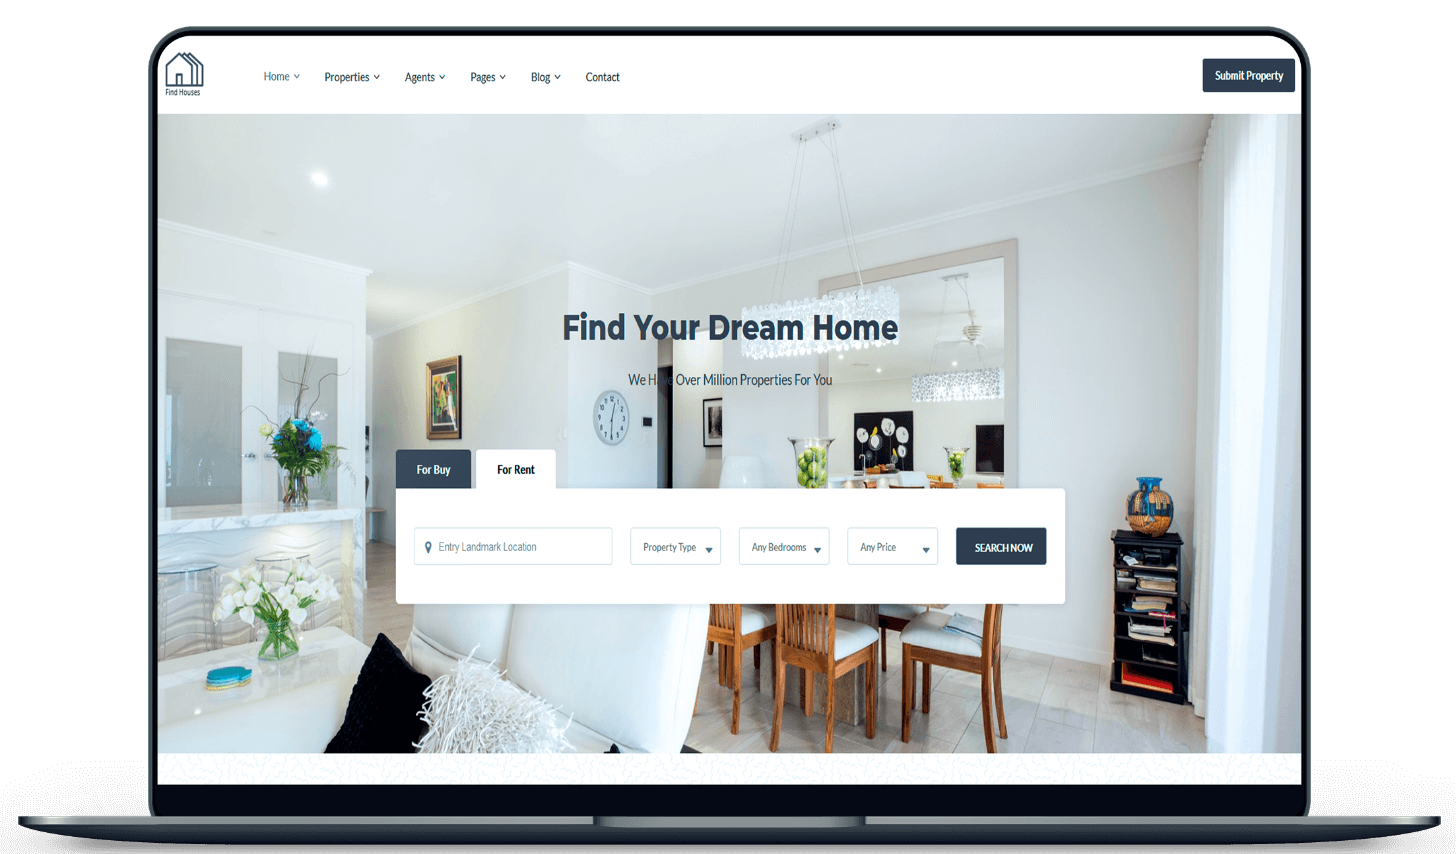 Find Houses
Home Properties Agents Pages Blog Contact
Submit Property
Find Your Dream Home
We Have Over Million Properties For You
For Buy For Rent
Entry Landmark Location Property Type Any Bedrooms Any Price SEARCH NOW